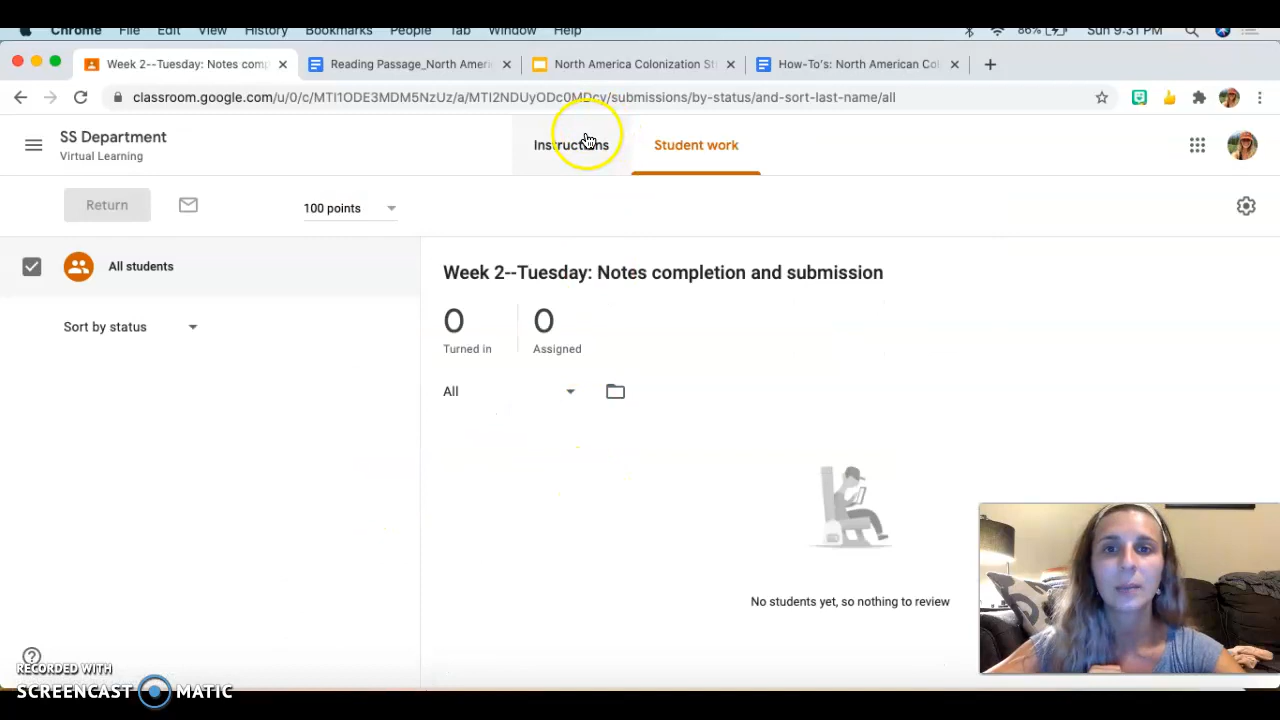 Chrome File Edit View History Bookmarks People Tab Window Help 86% Sun 9:31 PM
Week 2--Tuesday: Notes comp
Reading Passage_North Ameri
North America Colonization St
How-To's: North American Col
classroom.google.com/u/0/c/MTI1ODE3MDM5NzUz/a/MTI2NDUyODc0MDcy/submissions/by-status/and-sort-last-name/all
SS Department
Virtual Learning
Instructions
Student work
Return
100 points
All students
Sort by status
Week 2--Tuesday: Notes completion and submission
0
Turned in
0
Assigned
All
No students yet, so nothing to review
RECORDED WITH
SCREENCAST MATIC